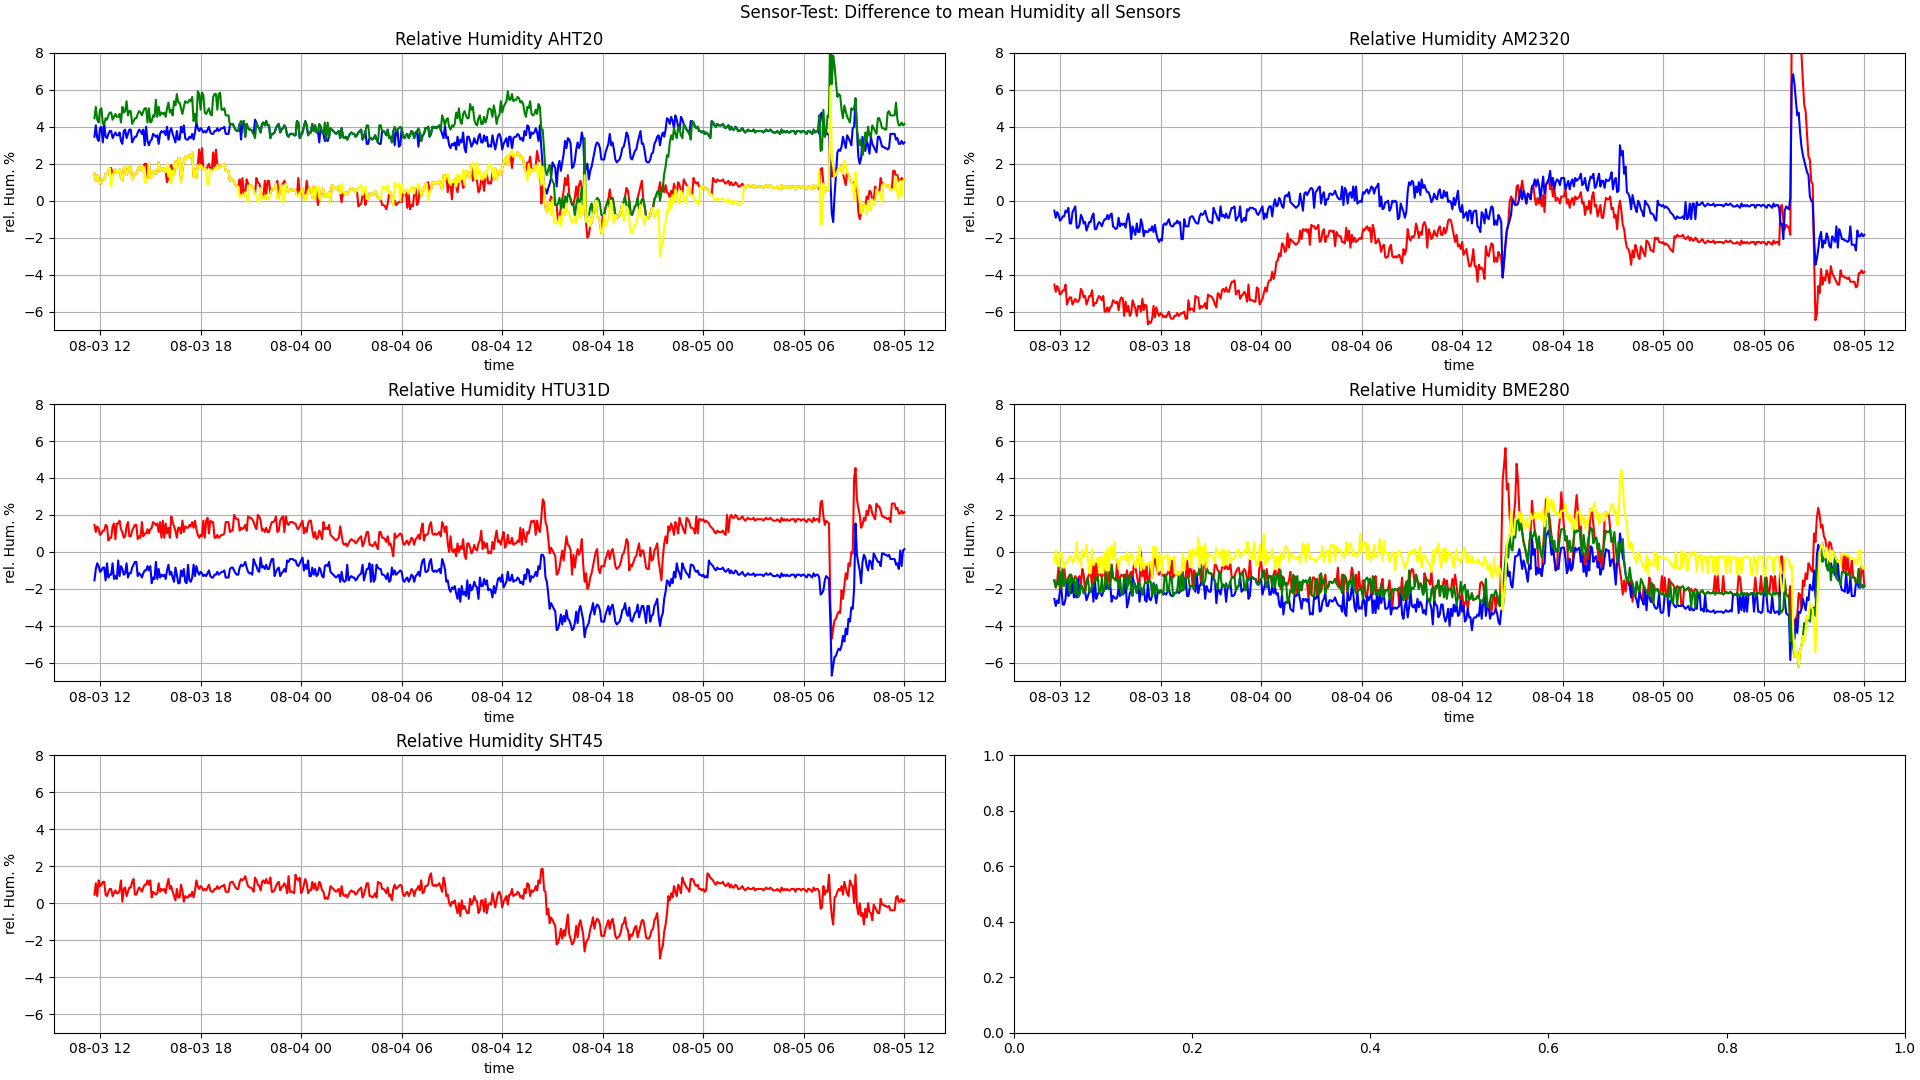 Sensor-Test: Difference to mean Humidity all Sensors
Relative Humidity AHT20
rel. Hum. %
8
6
4
2
0
−2
−4
−6
08-03 12 08-03 18 08-04 00 08-04 06 08-04 12 08-04 18 08-05 00 08-05 06 08-05 12
time
Relative Humidity AM2320
rel. Hum. %
8
6
4
2
0
−2
−4
−6
08-03 12 08-03 18 08-04 00 08-04 06 08-04 12 08-04 18 08-05 00 08-05 06 08-05 12
time
Relative Humidity HTU31D
rel. Hum. %
8
6
4
2
0
−2
−4
−6
08-03 12 08-03 18 08-04 00 08-04 06 08-04 12 08-04 18 08-05 00 08-05 06 08-05 12
time
Relative Humidity BME280
rel. Hum. %
8
6
4
2
0
−2
−4
−6
08-03 12 08-03 18 08-04 00 08-04 06 08-04 12 08-04 18 08-05 00 08-05 06 08-05 12
time
Relative Humidity SHT45
rel. Hum. %
8
6
4
2
0
−2
−4
−6
08-03 12 08-03 18 08-04 00 08-04 06 08-04 12 08-04 18 08-05 00 08-05 06 08-05 12
time
1.0
0.8
0.6
0.4
0.2
0.0
0.0 0.2 0.4 0.6 0.8 1.0